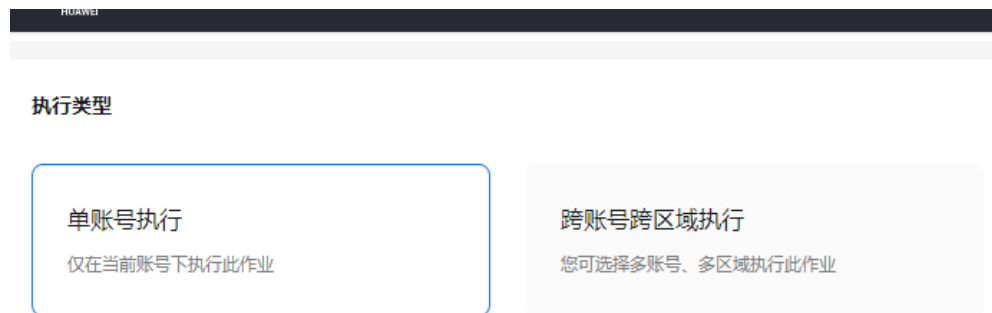 HUAWEI
执行类型
单账号执行
跨账号跨区域执行
仅在当前账号下执行此作业
您可选择多账号、多区域执行此作业